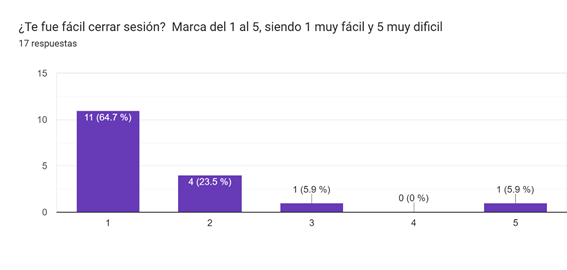 ¿Te fue fácil cerrar sesión?  Marca del 1 al 5, siendo 1 muy fácil y 5 muy dificil
17 respuestas
15
10
5
0
11 (64.7 %)
4 (23.5 %)
1 (5.9 %)
0 (0 %)
1 (5.9 %)
1
2
3
4
5